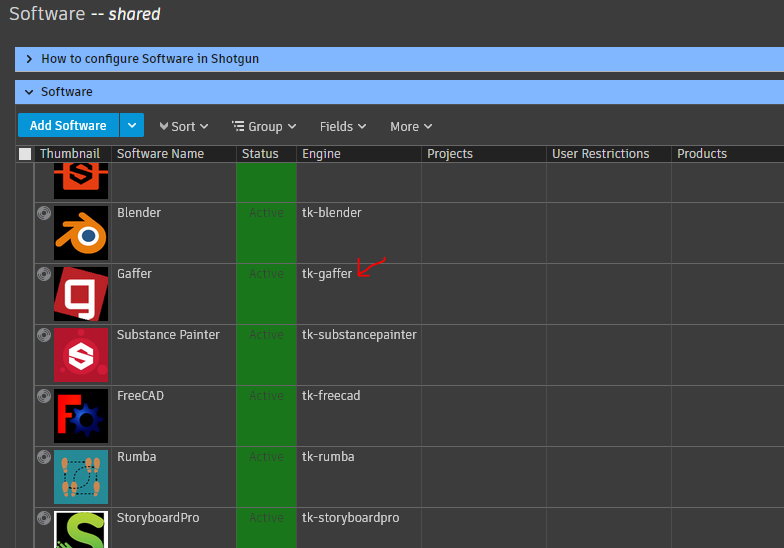 Software -- shared
How to configure Software in Shotgun
Software
Add Software Sort Group Fields More
Thumbnail Software Name Status Engine Projects User Restrictions Products
Blender Active tk-blender
Gaffer Active tk-gaffer
Substance Painter Active tk-substancepainter
FreeCAD Active tk-freecad
Rumba Active tk-rumba
StoryboardPro Active tk-storyboardpro